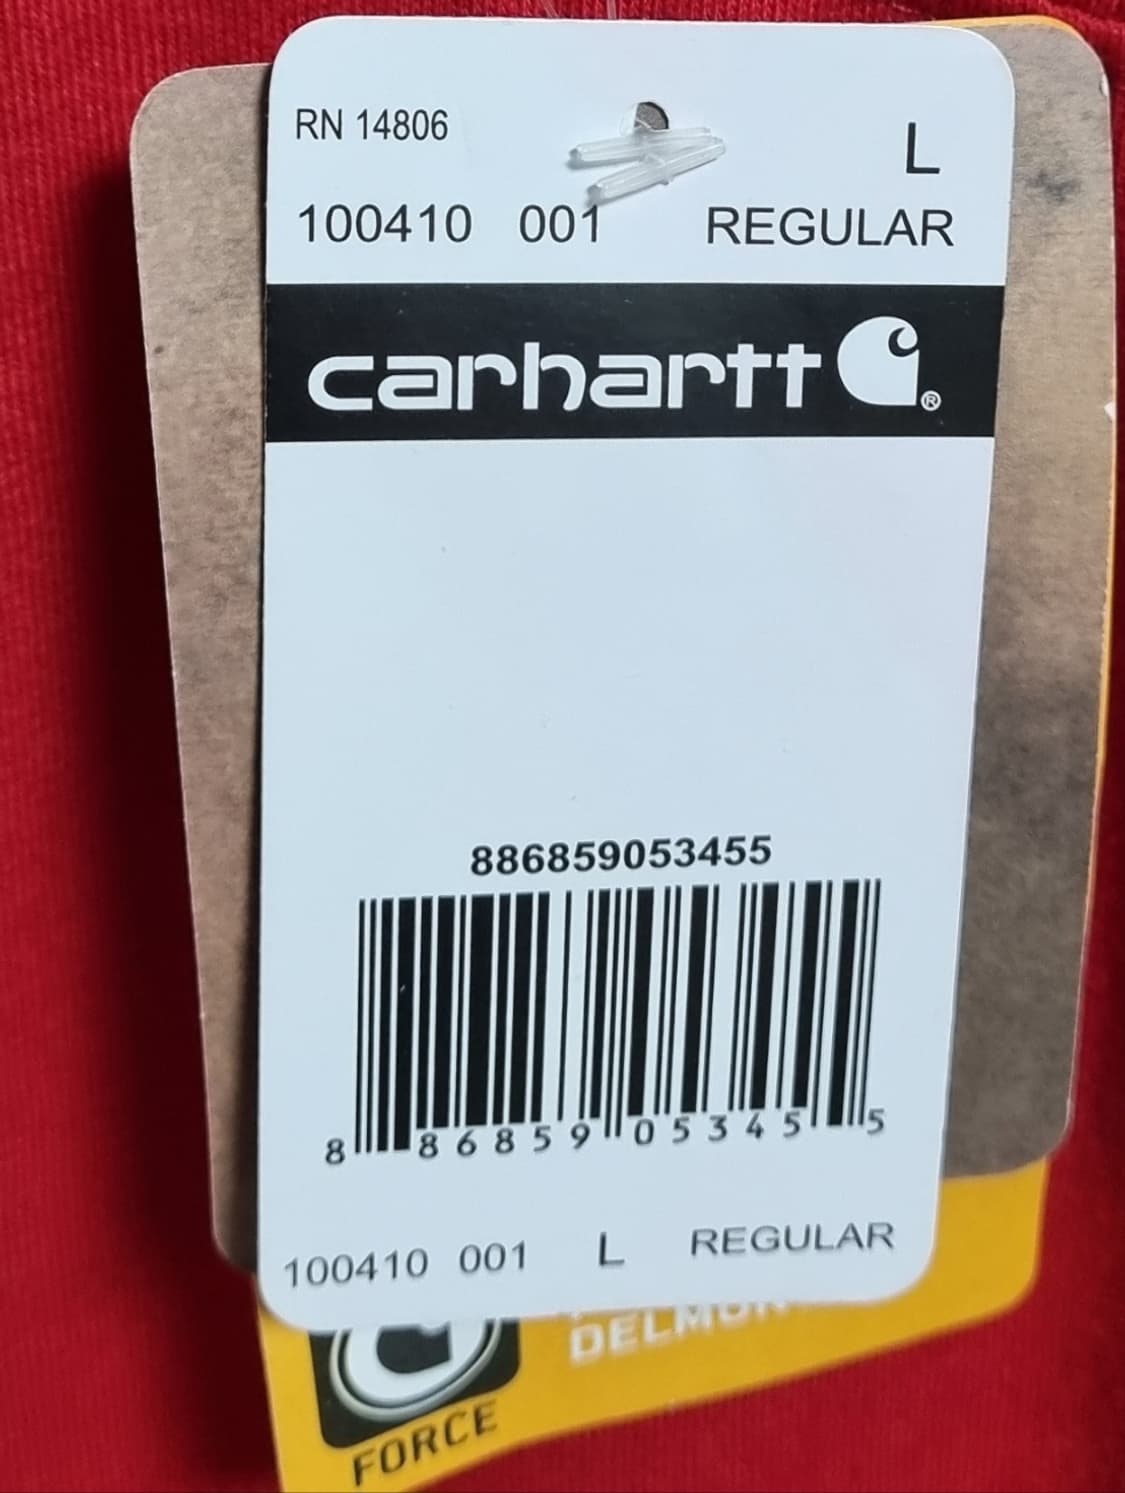 RN 14806
L
100410 001 REGULAR
carhartt ®
886859053455
8 86859 05345 5
100410 001 L REGULAR
FORCE